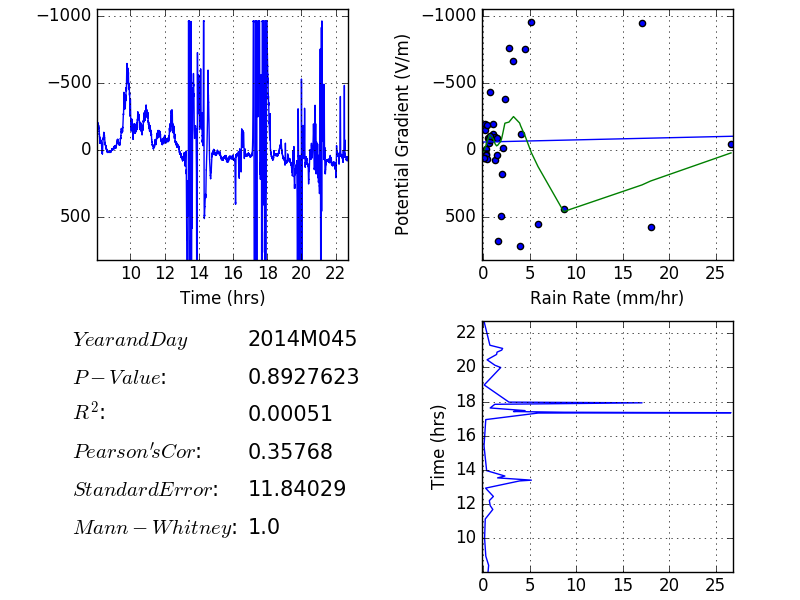 −1000
−500
0
500
10 12 14 16 18 20 22
Time (hrs)
−1000
−500
0
500
Potential Gradient (V/m)
0 5 10 15 20 25
Rain Rate (mm/hr)
YearandDay 2014M045
P−Value: 0.8927623
R²: 0.00051
Pearson'sCor: 0.35768
StandardError: 11.84029
Mann−Whitney: 1.0
22
20
18
16
14
12
10
Time (hrs)
0 5 10 15 20 25